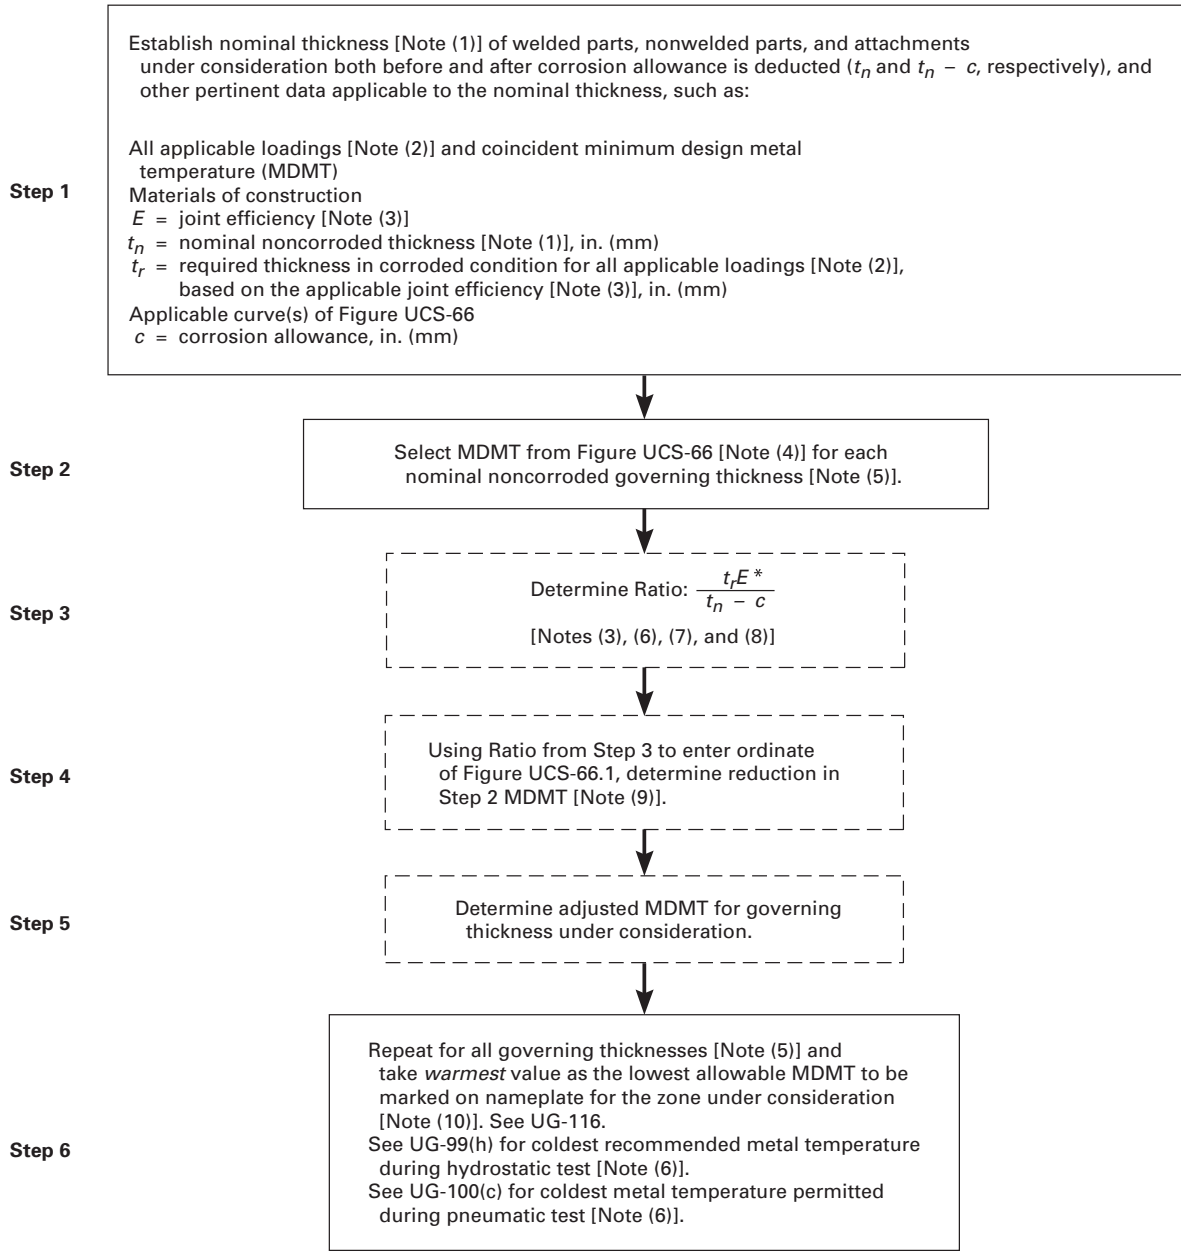 Step 1
Establish nominal thickness [Note (1)] of welded parts, nonwelded parts, and attachments
under consideration both before and after corrosion allowance is deducted (tn and tn – c, respectively), and
other pertinent data applicable to the nominal thickness, such as:
All applicable loadings [Note (2)] and coincident minimum design metal
temperature (MDMT)
Materials of construction
E = joint efficiency [Note (3)]
tn = nominal noncorroded thickness [Note (1)], in. (mm)
tr = required thickness in corroded condition for all applicable loadings [Note (2)],
based on the applicable joint efficiency [Note (3)], in. (mm)
Applicable curve(s) of Figure UCS-66
c = corrosion allowance, in. (mm)
Step 2
Select MDMT from Figure UCS-66 [Note (4)] for each
nominal noncorroded governing thickness [Note (5)].
Step 3
Determine Ratio: trE*
tn – c
[Notes (3), (6), (7), and (8)]
Step 4
Using Ratio from Step 3 to enter ordinate
of Figure UCS-66.1, determine reduction in
Step 2 MDMT [Note (9)].
Step 5
Determine adjusted MDMT for governing
thickness under consideration.
Step 6
Repeat for all governing thicknesses [Note (5)] and
take warmest value as the lowest allowable MDMT to be
marked on nameplate for the zone under consideration
[Note (10)]. See UG-116.
See UG-99(h) for coldest recommended metal temperature
during hydrostatic test [Note (6)].
See UG-100(c) for coldest metal temperature permitted
during pneumatic test [Note (6)].